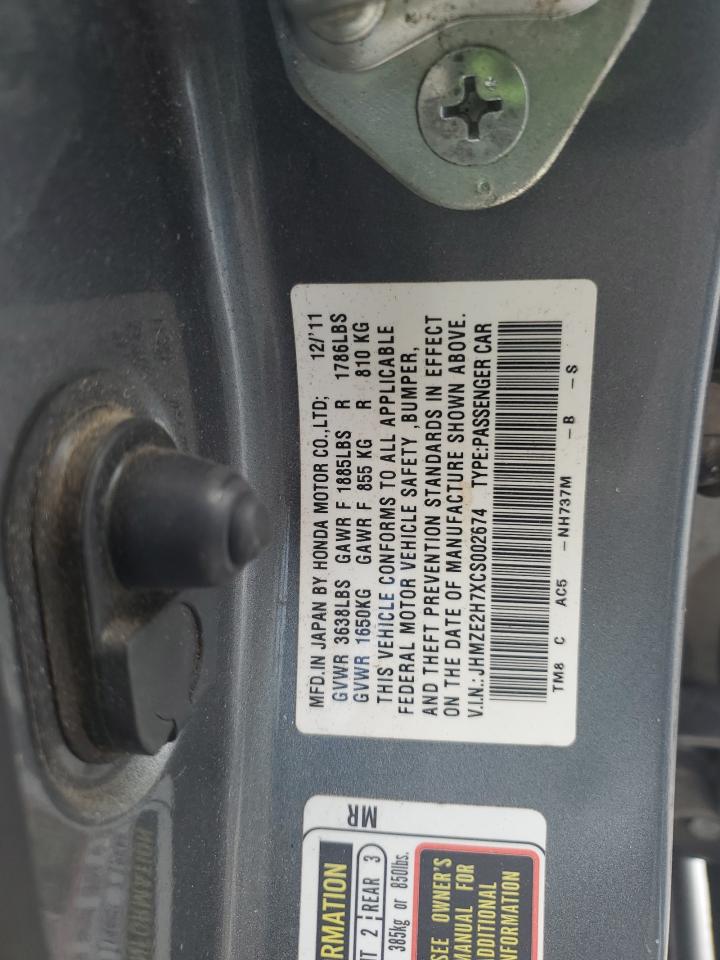 MFD.IN JAPAN BY HONDA MOTOR CO.,LTD; 12/'11
GVWR 3638LBS GAWR F 1885LBS R 1786LBS
GVWR 1650KG GAWR F 855 KG R 810 KG
THIS VEHICLE CONFORMS TO ALL APPLICABLE
FEDERAL MOTOR VEHICLE SAFETY ,BUMPER,
AND THEFT PREVENTION STANDARDS IN EFFECT
ON THE DATE OF MANUFACTURE SHOWN ABOVE.
V.I.N.: JHMZE2H7XCS002674 TYPE:PASSENGER CAR
TM8 C AC5 -NH737M -B -S
MR
RMATION
T 2 REAR 3
385kg or 850lbs.
SEE OWNER'S
MANUAL FOR
ADDITIONAL
INFORMATION